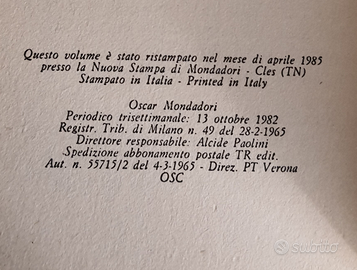 Questo volume è stato ristampato nel mese di aprile 1985
presso la Nuova Stampa di Mondadori - Cles (TN)
Stampato in Italia - Printed in Italy
Oscar Mondadori
Periodico trisettimanale: 13 ottobre 1982
Registr. Trib. di Milano n. 49 del 28-2-1965
Direttore responsabile: Alcide Paolini
Spedizione abbonamento postale TR edit.
Aut. n. 55715/2 del 4-3-1965 - Direz. PT Verona
OSC
subito